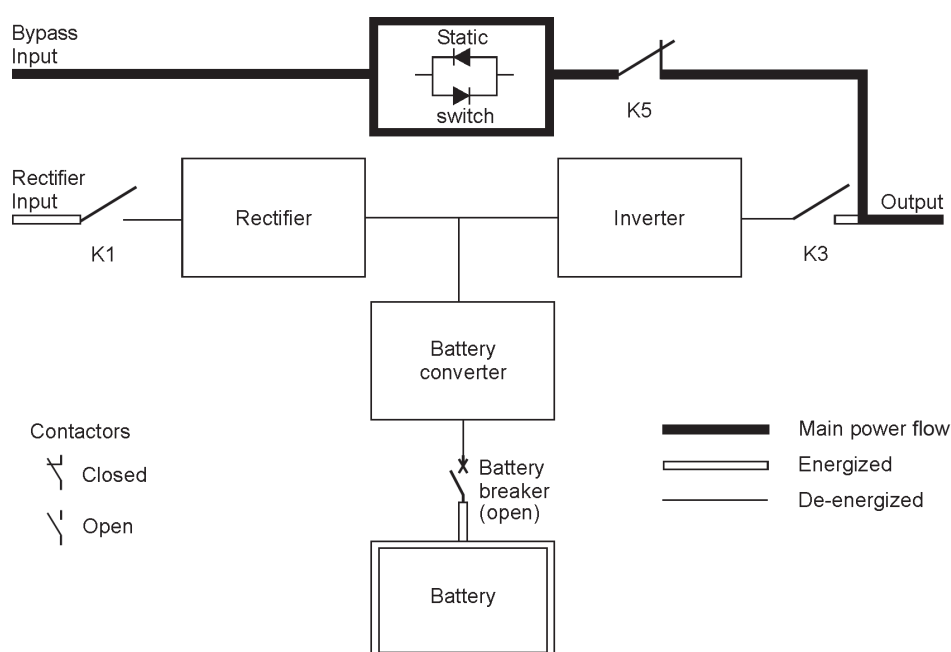 Bypass
Input
Static
switch
K5
Rectifier
Input
K1
Rectifier
Inverter
K3
Output
Battery
converter
Contactors
Closed
Open
Battery
breaker
(open)
Battery
Main power flow
Energized
De-energized